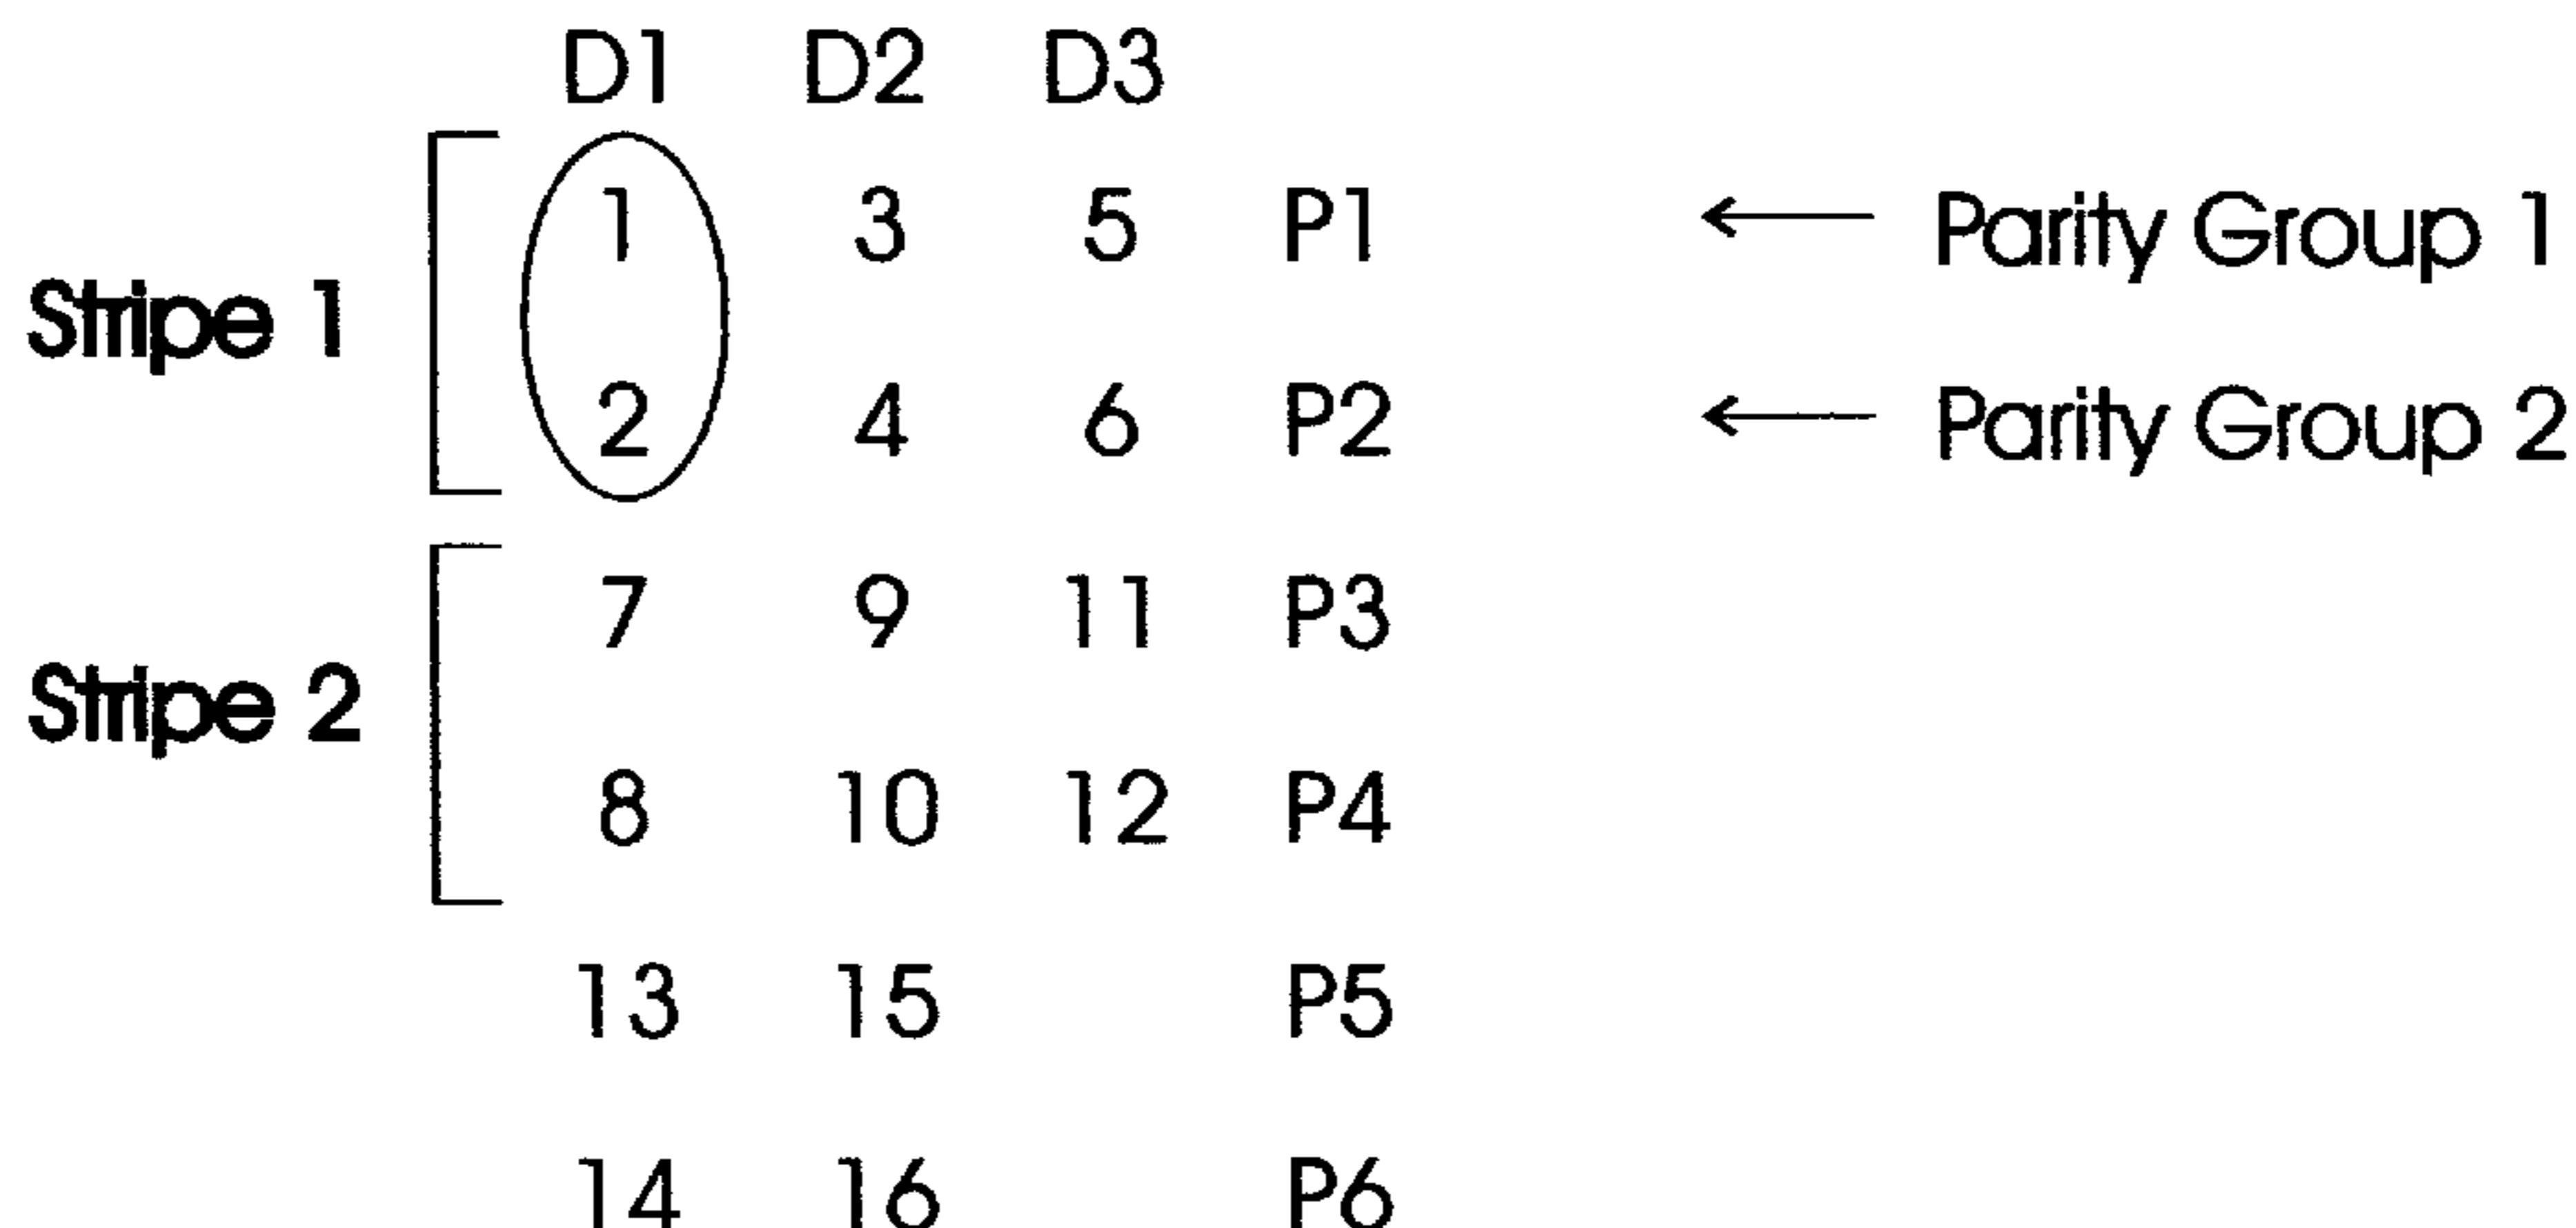 D1 D2 D3
1 3 5 P1 Parity Group 1
Stripe 1
2 4 6 P2 Parity Group 2
7 9 11 P3
Stripe 2
8 10 12 P4
13 15 P5
14 16 P6